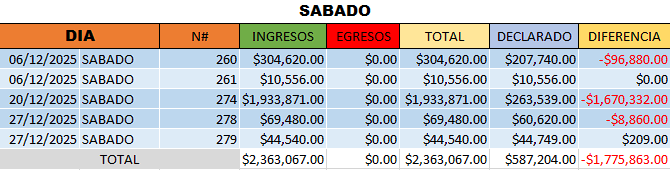 SABADO
DIA N# INGRESOS EGRESOS TOTAL DECLARADO DIFERENCIA
06/12/2025 SABADO 260 $304,620.00 $0.00 $304,620.00 $207,740.00 -$96,880.00
06/12/2025 SABADO 261 $10,556.00 $0.00 $10,556.00 $10,556.00 $0.00
20/12/2025 SABADO 274 $1,933,871.00 $0.00 $1,933,871.00 $263,539.00 -$1,670,332.00
27/12/2025 SABADO 278 $69,480.00 $0.00 $69,480.00 $60,620.00 -$8,860.00
27/12/2025 SABADO 279 $44,540.00 $0.00 $44,540.00 $44,749.00 $209.00
TOTAL $2,363,067.00 $0.00 $2,363,067.00 $587,204.00 -$1,775,863.00